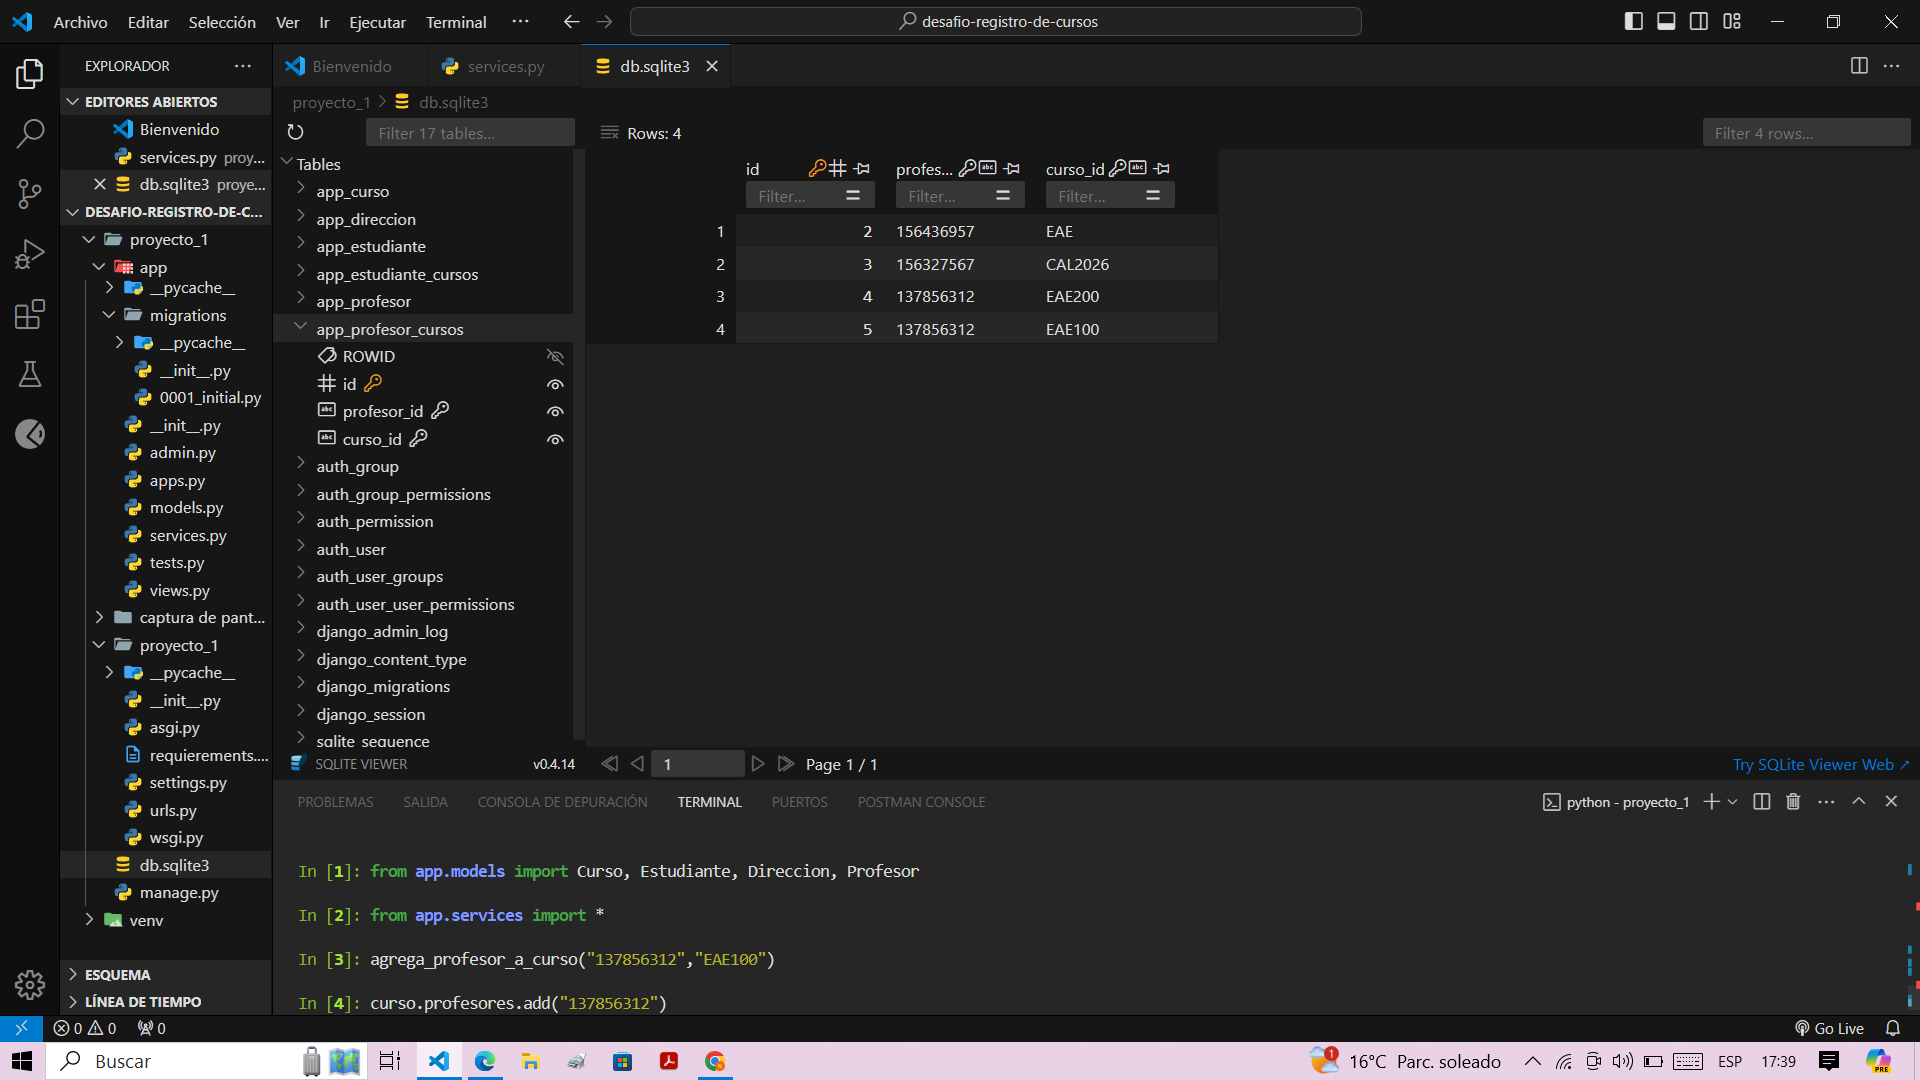 Archivo Editar Selección Ver Ir Ejecutar Terminal ··· desafio-registro-de-cursos
EXPLORADOR ···
EDITORES ABIERTOS
Bienvenido
services.py proy...
db.sqlite3 proye...
DESAFIO-REGISTRO-DE-C...
proyecto_1
app
__pycache__
migrations
__pycache__
__init__.py
0001_initial.py
__init__.py
admin.py
apps.py
models.py
services.py
tests.py
views.py
captura de pant...
proyecto_1
__pycache__
__init__.py
asgi.py
requierements....
settings.py
urls.py
wsgi.py
db.sqlite3
manage.py
venv
ESQUEMA
LÍNEA DE TIEMPO
Bienvenido services.py db.sqlite3
proyecto_1 > db.sqlite3
Filter 17 tables... Rows: 4 Filter 4 rows...
Tables
app_curso
app_direccion
app_estudiante
app_estudiante_cursos
app_profesor
app_profesor_cursos
ROWID
id
profesor_id
curso_id
auth_group
auth_group_permissions
auth_permission
auth_user
auth_user_groups
auth_user_user_permissions
django_admin_log
django_content_type
django_migrations
django_session
sqlite_sequence
SQLITE VIEWER v0.4.14
id profes... curso_id
Filter... Filter... Filter...
1 2 156436957 EAE
2 3 156327567 CAL2026
3 4 137856312 EAE200
4 5 137856312 EAE100
1 Page 1 / 1 Try SQLite Viewer Web
PROBLEMAS SALIDA CONSOLA DE DEPURACIÓN TERMINAL PUERTOS POSTMAN CONSOLE python - proyecto_1
In [1]: from app.models import Curso, Estudiante, Direccion, Profesor
In [2]: from app.services import *
In [3]: agrega_profesor_a_curso("137856312","EAE100")
In [4]: curso.profesores.add("137856312")
0 0 0 Go Live
Buscar 1 16°C Parc. soleado ESP 17:39 PRE